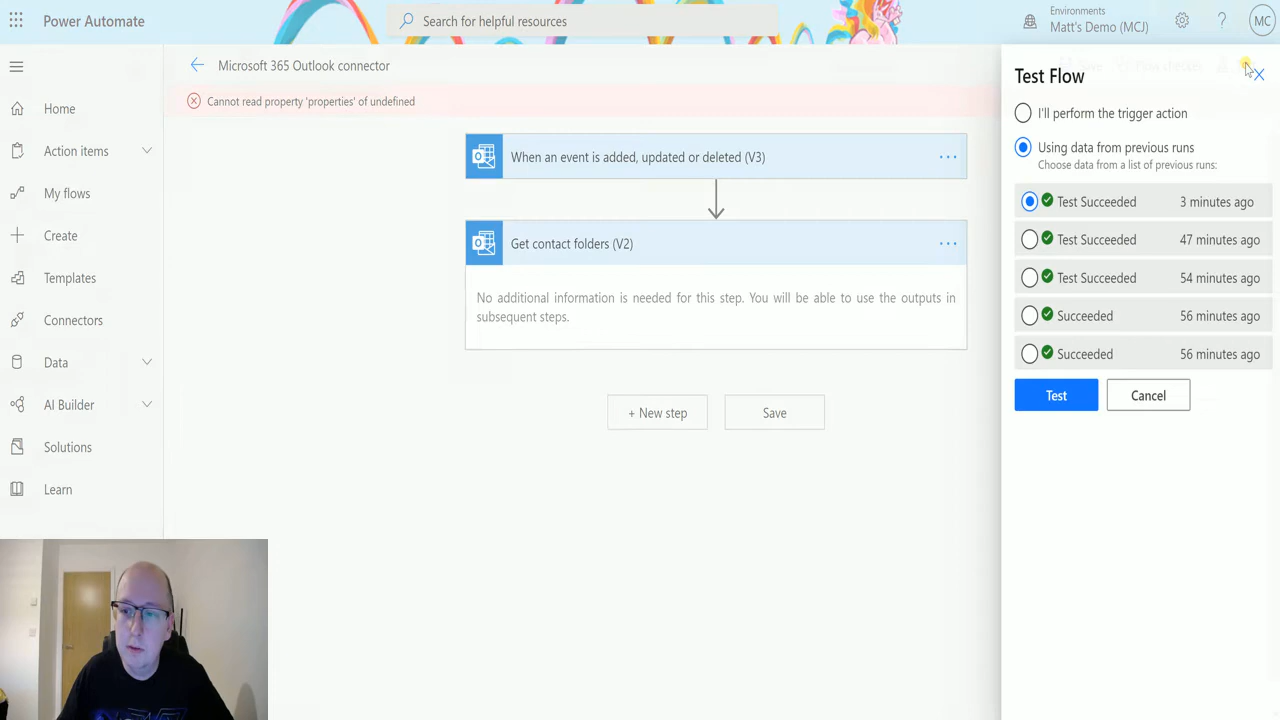 Power Automate
Search for helpful resources
Environments
Matt's Demo (MCJ)
?
MC
Microsoft 365 Outlook connector
Cannot read property 'properties' of undefined
Home
Action items
My flows
Create
Templates
Connectors
Data
AI Builder
Solutions
Learn
When an event is added, updated or deleted (V3)
Get contact folders (V2)
No additional information is needed for this step. You will be able to use the outputs in
subsequent steps.
+ New step
Save
Test Flow
I'll perform the trigger action
Using data from previous runs
Choose data from a list of previous runs:
Test Succeeded 3 minutes ago
Test Succeeded 47 minutes ago
Test Succeeded 54 minutes ago
Succeeded 56 minutes ago
Succeeded 56 minutes ago
Test
Cancel